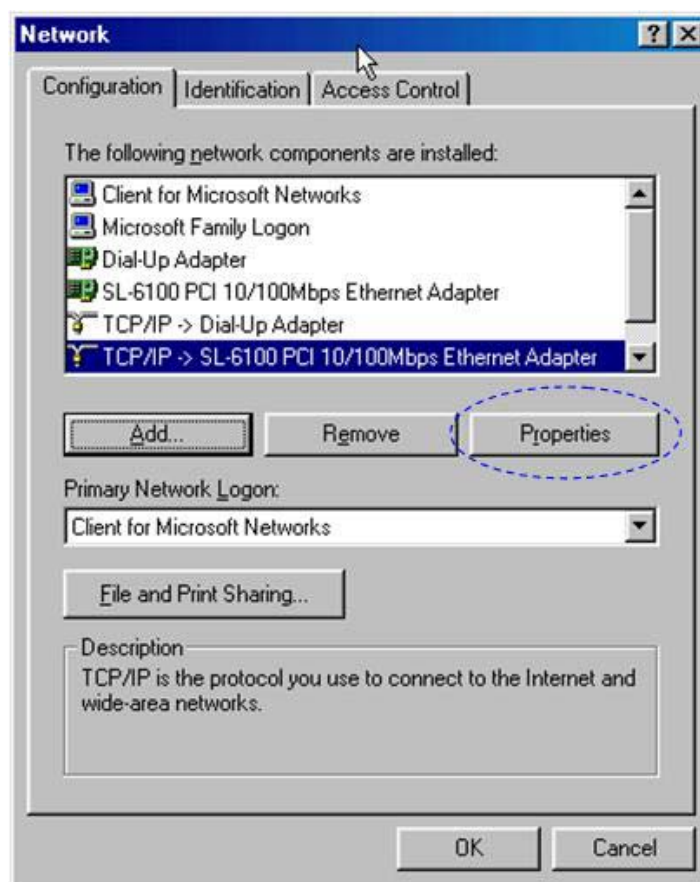 Network
Configuration Identification Access Control
The following network components are installed:
Client for Microsoft Networks
Microsoft Family Logon
Dial-Up Adapter
SL-6100 PCI 10/100Mbps Ethernet Adapter
TCP/IP -> Dial-Up Adapter
TCP/IP -> SL-6100 PCI 10/100Mbps Ethernet Adapter
Add... Remove Properties
Primary Network Logon:
Client for Microsoft Networks
File and Print Sharing...
Description
TCP/IP is the protocol you use to connect to the Internet and
wide-area networks.
OK Cancel